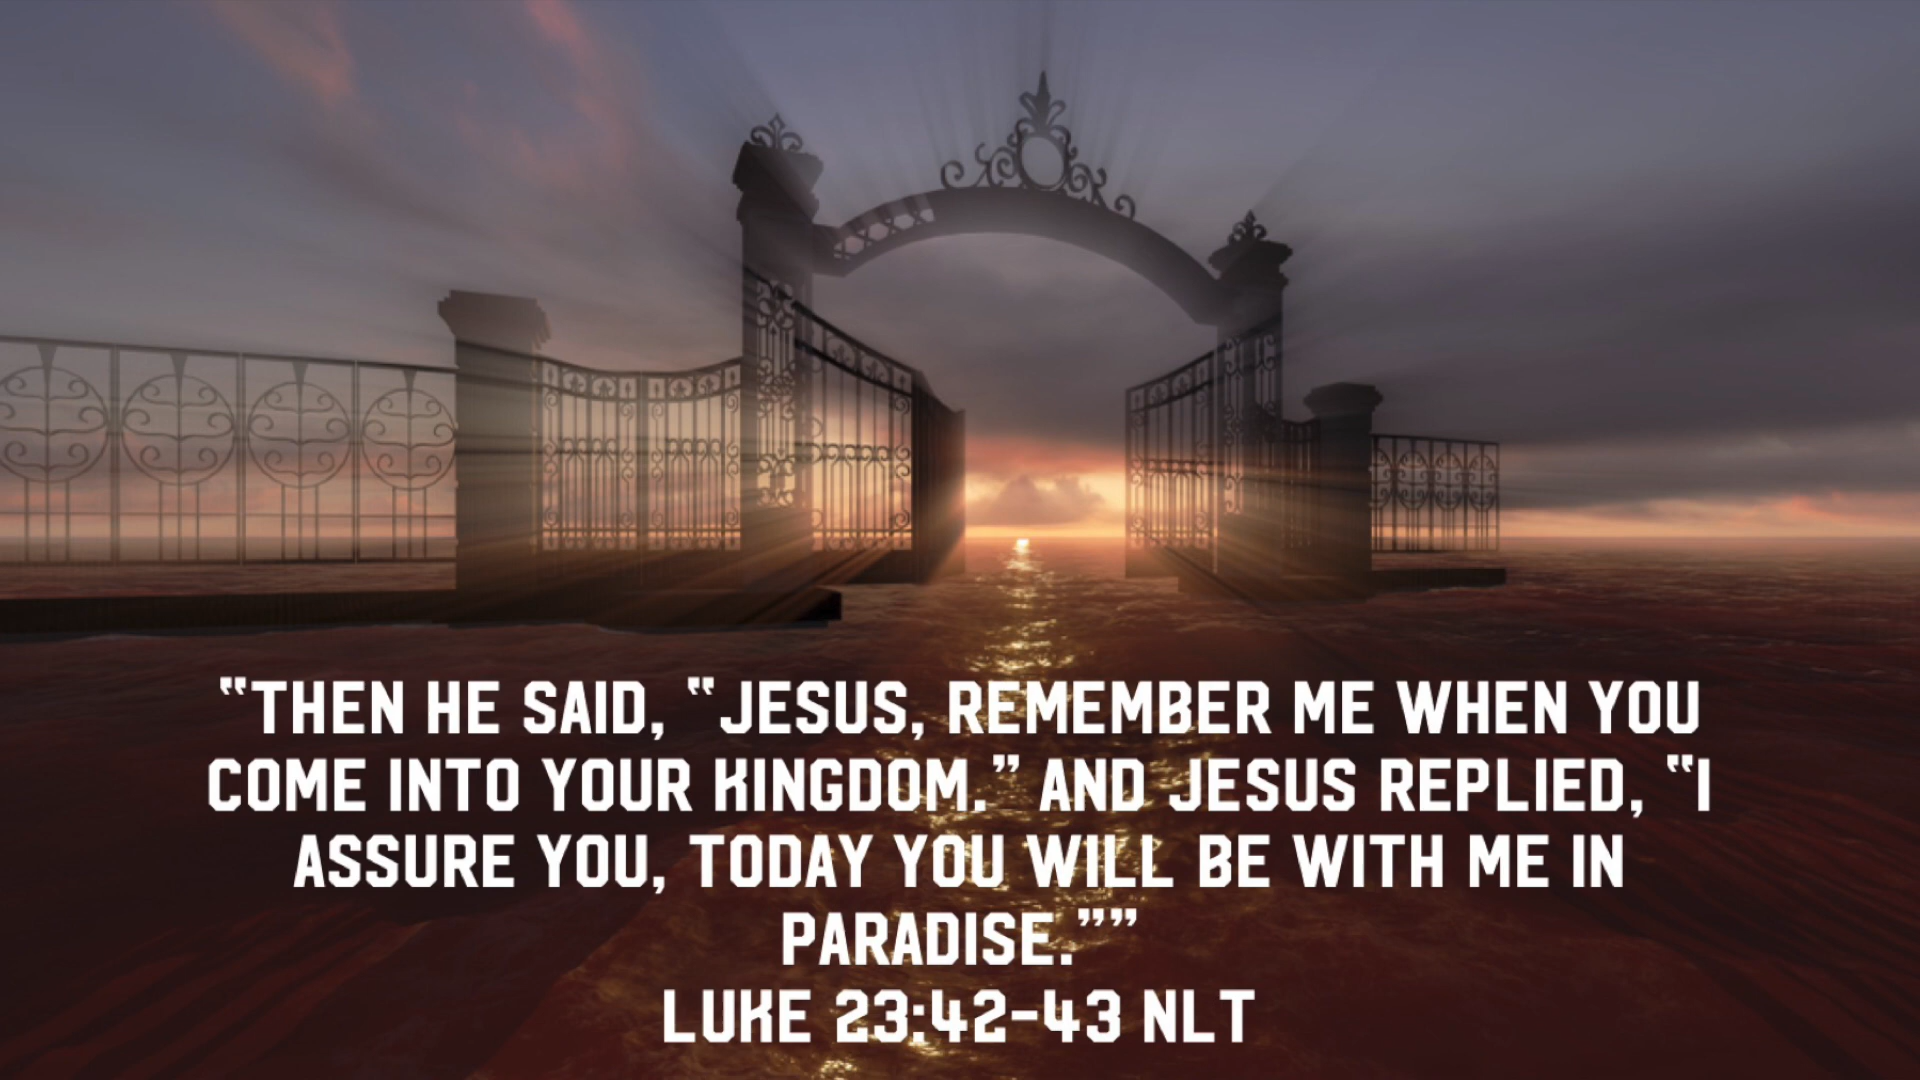 “THEN HE SAID, “JESUS, REMEMBER ME WHEN YOU
COME INTO YOUR KINGDOM.” AND JESUS REPLIED, “I
ASSURE YOU, TODAY YOU WILL BE WITH ME IN
PARADISE.””
LUKE 23:42-43 NLT